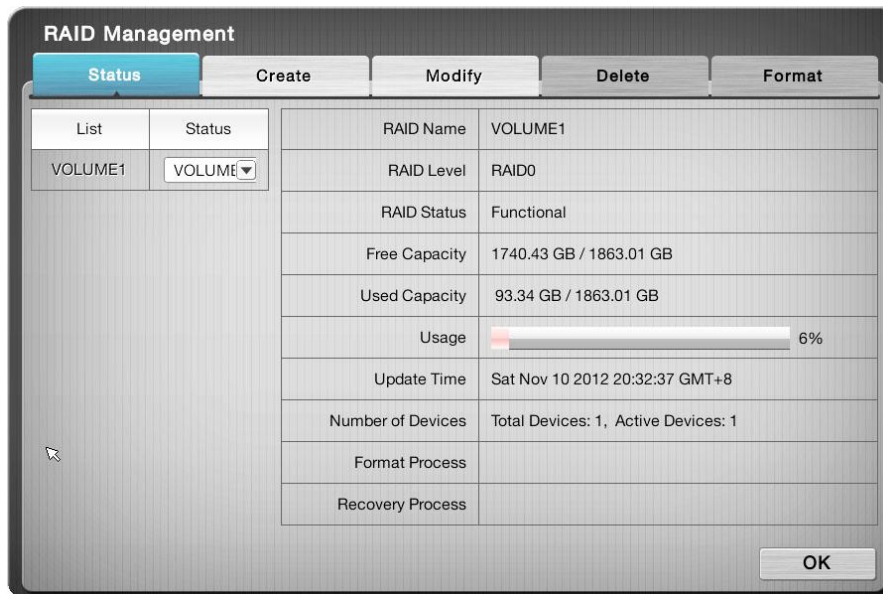 RAID Management
Status Create Modify Delete Format
List Status
VOLUME1 VOLUME
RAID Name VOLUME1
RAID Level RAID0
RAID Status Functional
Free Capacity 1740.43 GB / 1863.01 GB
Used Capacity 93.34 GB / 1863.01 GB
Usage 6%
Update Time Sat Nov 10 2012 20:32:37 GMT+8
Number of Devices Total Devices: 1, Active Devices: 1
Format Process
Recovery Process
OK